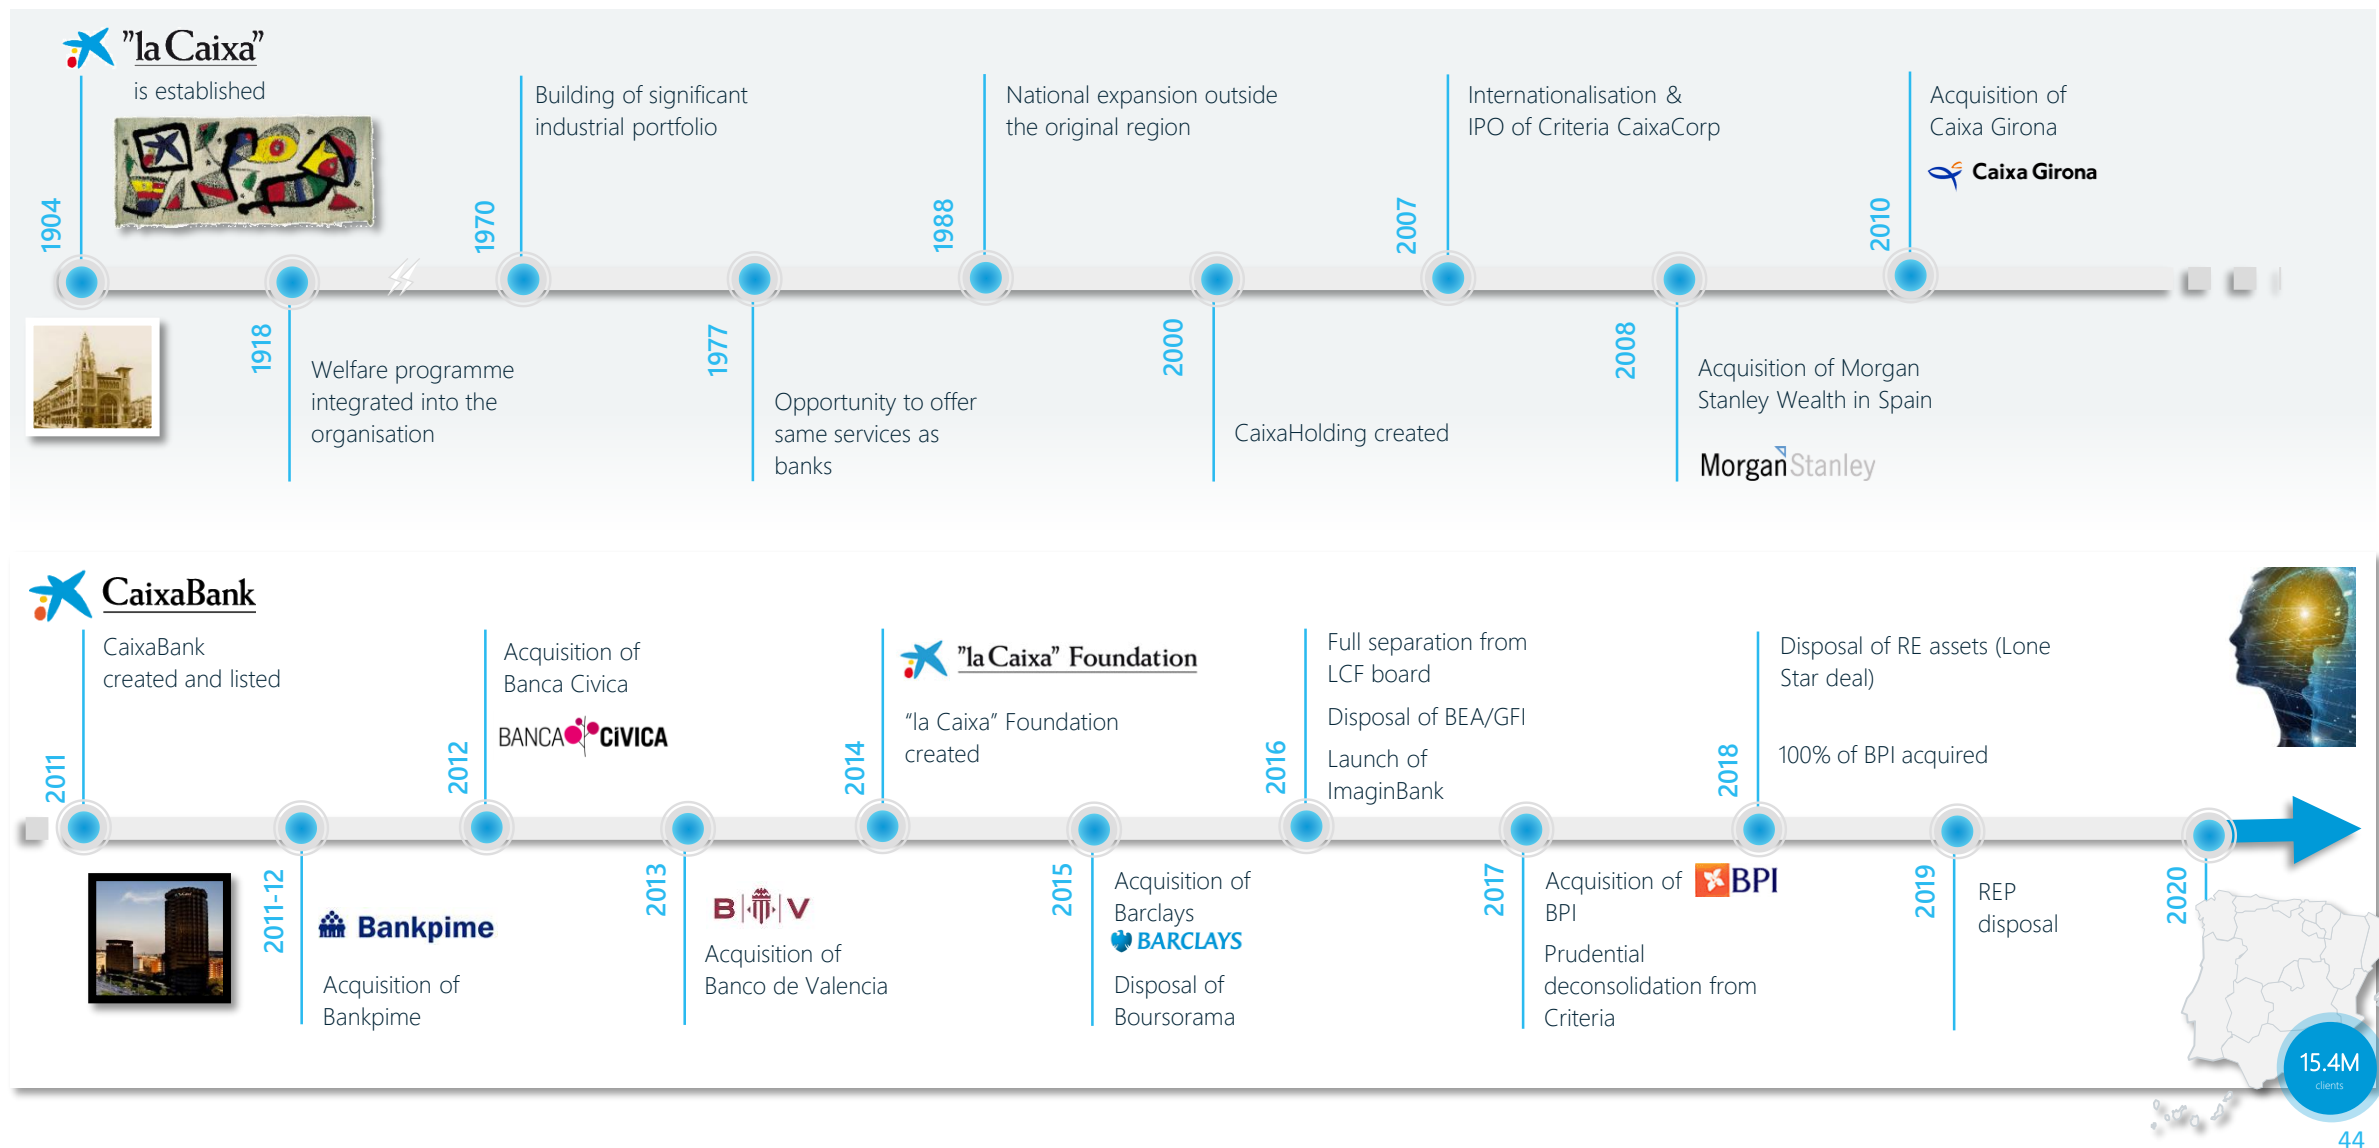 "la Caixa"
is established
1904
1918
Welfare programme
integrated into the
organisation
1970
Building of significant
industrial portfolio
1977
Opportunity to offer
same services as
banks
1988
National expansion outside
the original region
2000
CaixaHolding created
2007
Internationalisation &
IPO of Criteria CaixaCorp
2008
Acquisition of Morgan
Stanley Wealth in Spain
Morgan Stanley
2010
Acquisition of
Caixa Girona
Caixa Girona
CaixaBank
CaixaBank
created and listed
2011
2011-12
Bankpime
Acquisition of
Bankpime
2012
Acquisition of
Banca Civica
BANCA CíVICA
2013
B V
Acquisition of
Banco de Valencia
2014
"la Caixa" Foundation
“la Caixa” Foundation
created
2015
Acquisition of
Barclays
BARCLAYS
Disposal of
Boursorama
2016
Full separation from
LCF board
Disposal of BEA/GFI
Launch of
ImaginBank
2017
Acquisition of
BPI
BPI
Prudential
deconsolidation from
Criteria
2018
Disposal of RE assets (Lone
Star deal)
100% of BPI acquired
2019
REP
disposal
2020
15.4M
clients
44